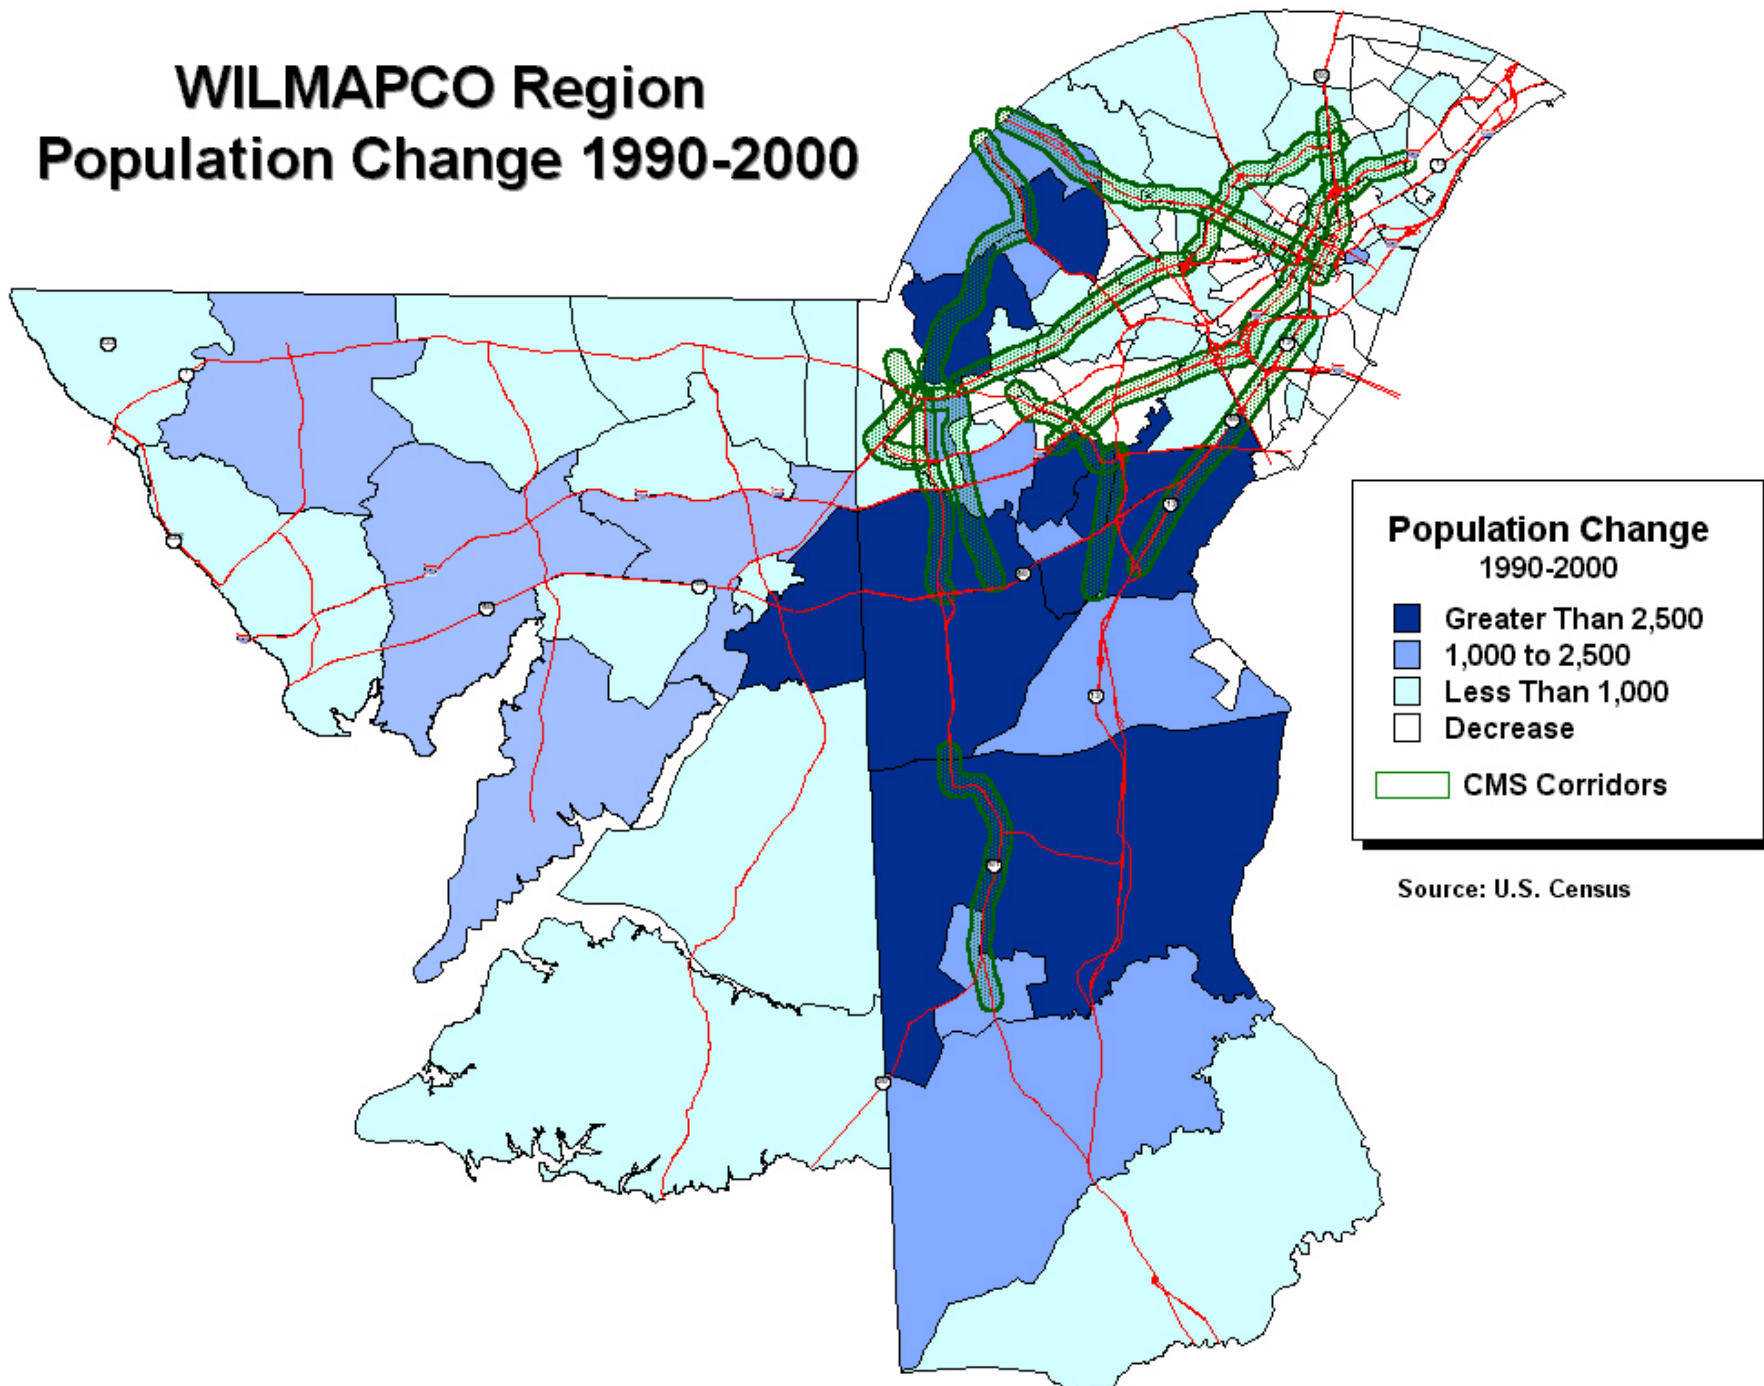 WILMAPCO Region
Population Change 1990-2000
Population Change
1990-2000
Greater Than 2,500
1,000 to 2,500
Less Than 1,000
Decrease
CMS Corridors
Source: U.S. Census